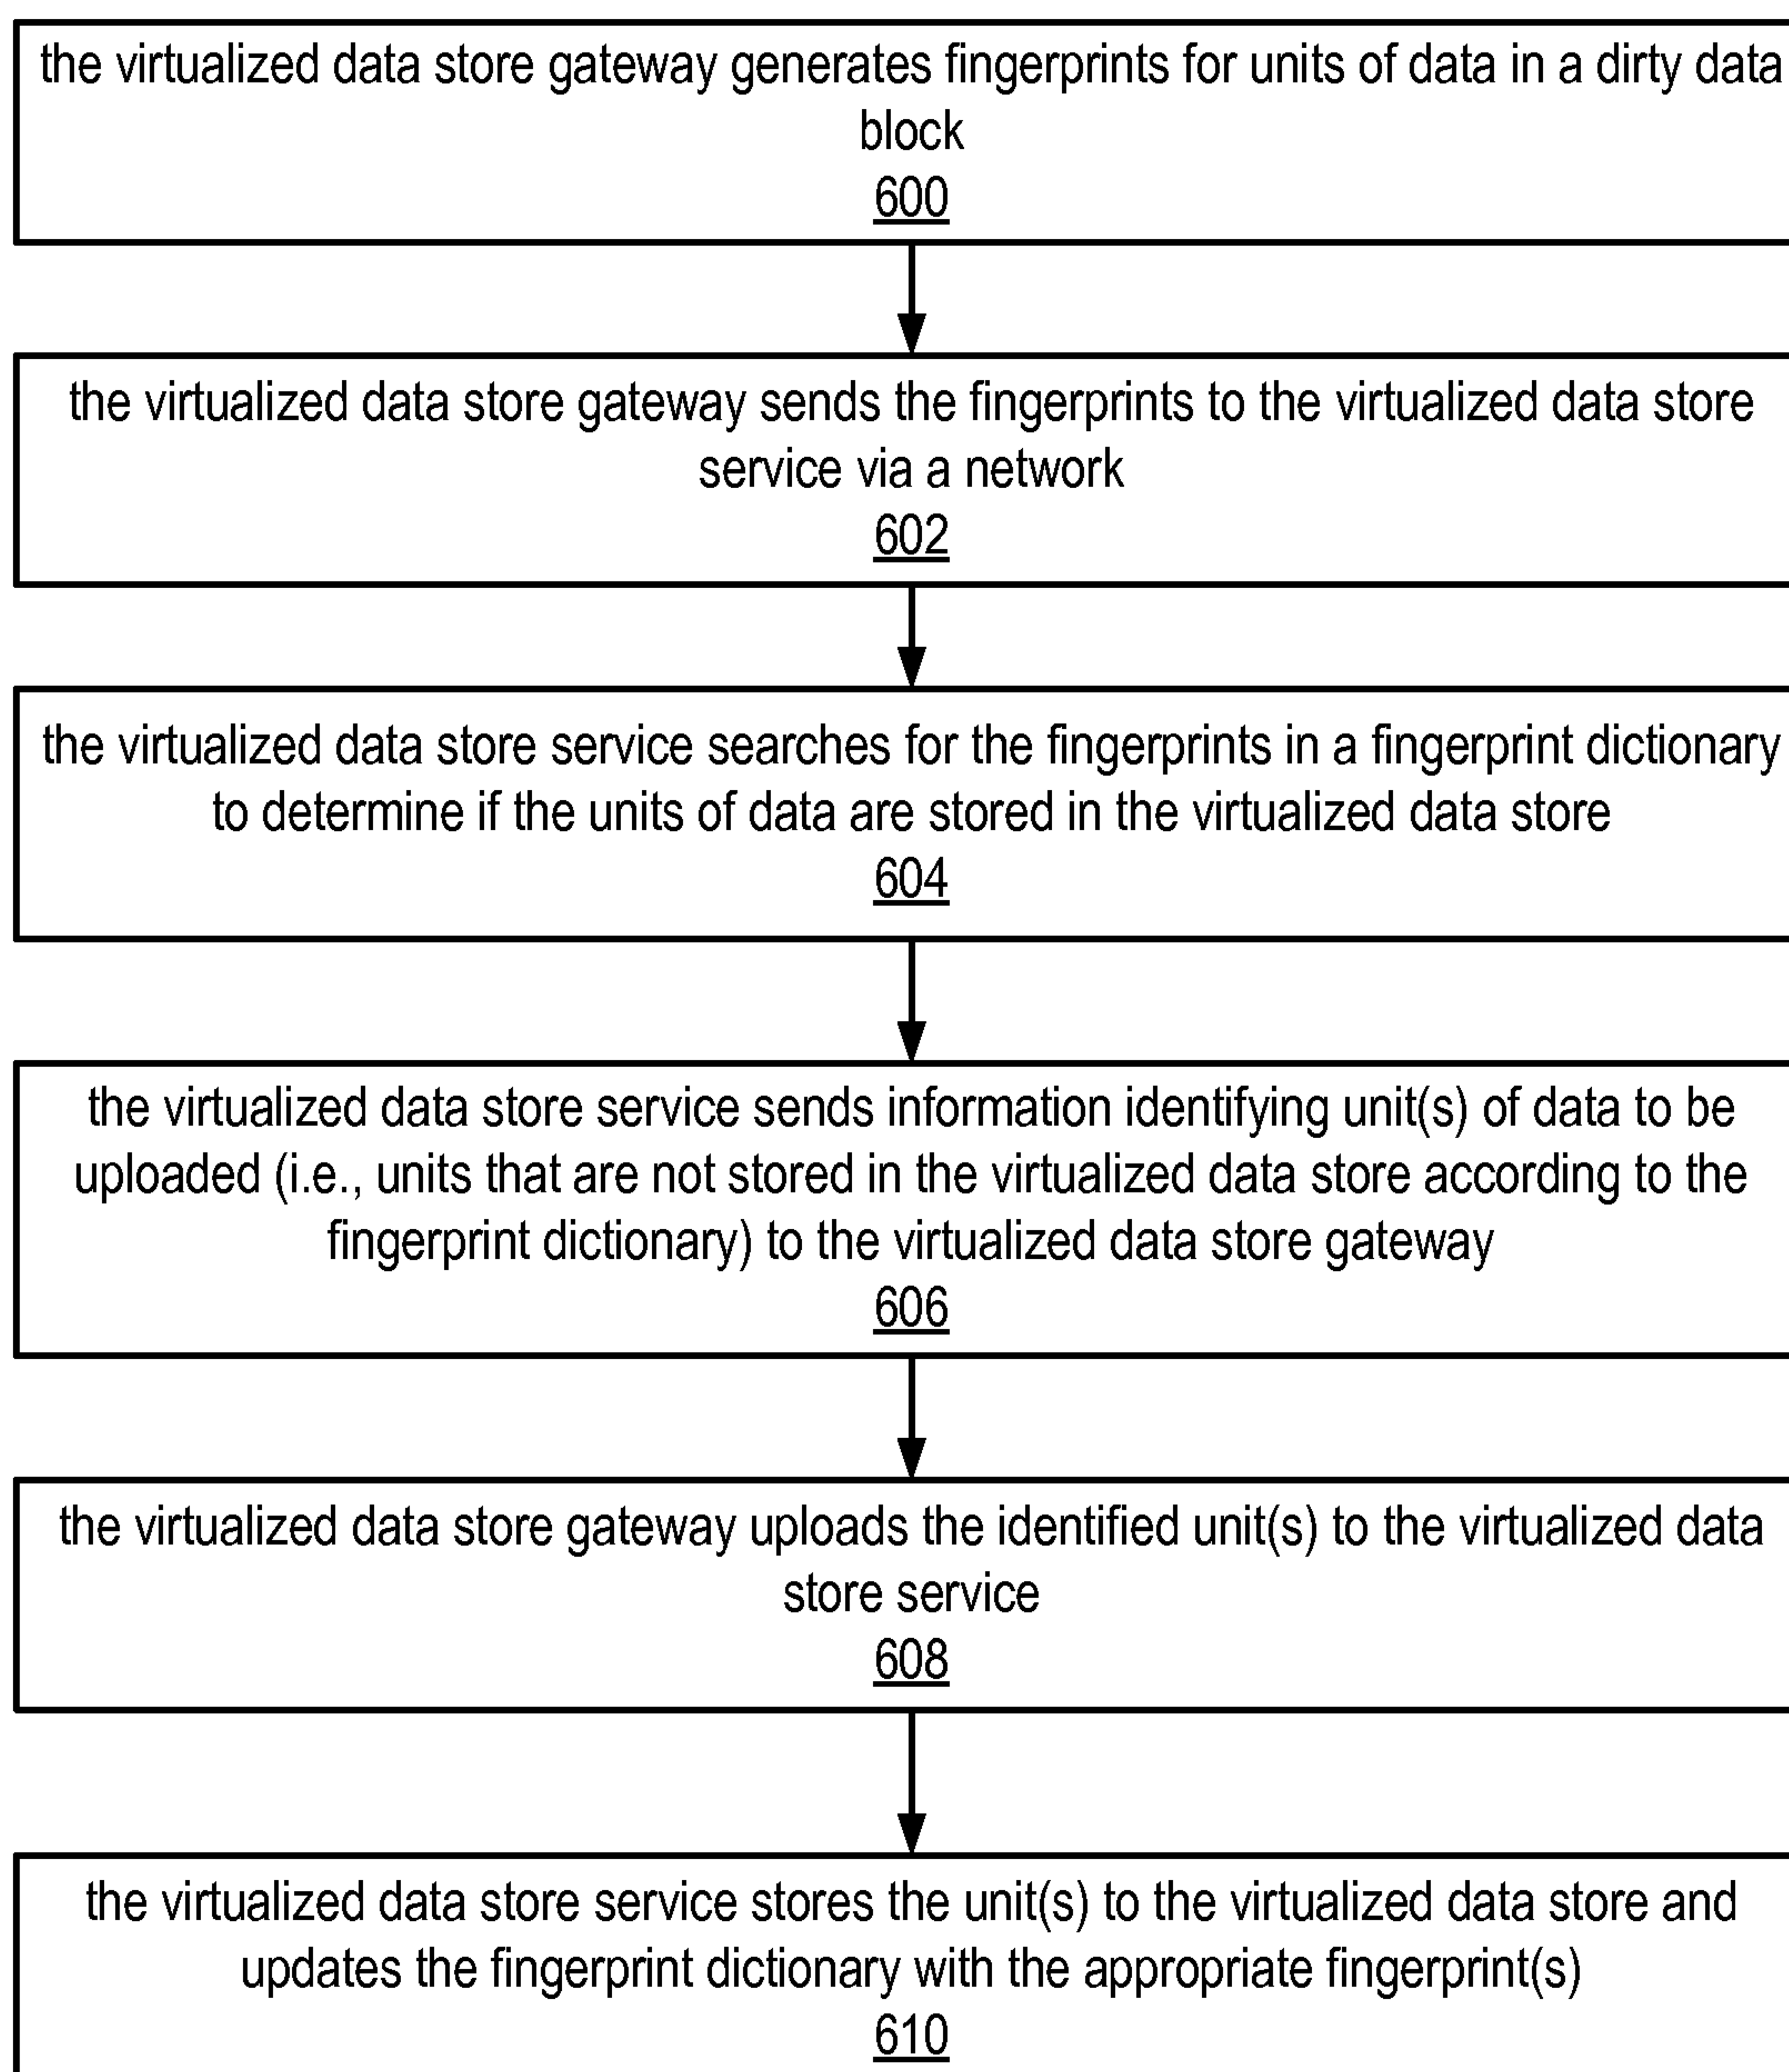 the virtualized data store gateway generates fingerprints for units of data in a dirty data
block
600
the virtualized data store gateway sends the fingerprints to the virtualized data store
service via a network
602
the virtualized data store service searches for the fingerprints in a fingerprint dictionary
to determine if the units of data are stored in the virtualized data store
604
the virtualized data store service sends information identifying unit(s) of data to be
uploaded (i.e., units that are not stored in the virtualized data store according to the
fingerprint dictionary) to the virtualized data store gateway
606
the virtualized data store gateway uploads the identified unit(s) to the virtualized data
store service
608
the virtualized data store service stores the unit(s) to the virtualized data store and
updates the fingerprint dictionary with the appropriate fingerprint(s)
610